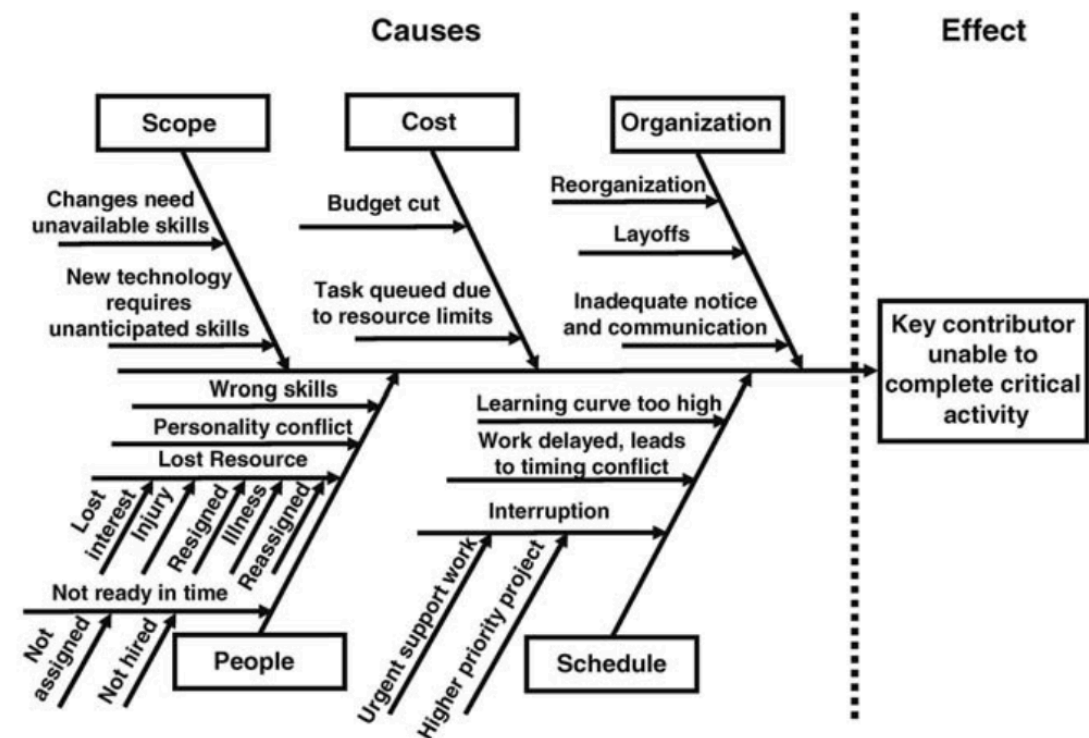 Causes
Effect
Scope
Cost
Organization
Changes need
unavailable skills
New technology
requires
unanticipated skills
Budget cut
Task queued due
to resource limits
Reorganization
Layoffs
Inadequate notice
and communication
Key contributor
unable to
complete critical
activity
Wrong skills
Personality conflict
Lost Resource
Lost
interest
Injury
Resigned
Illness
Reassigned
Not ready in time
Not
assigned
Not hired
People
Learning curve too high
Work delayed, leads
to timing conflict
Interruption
Urgent support work
Higher priority project
Schedule